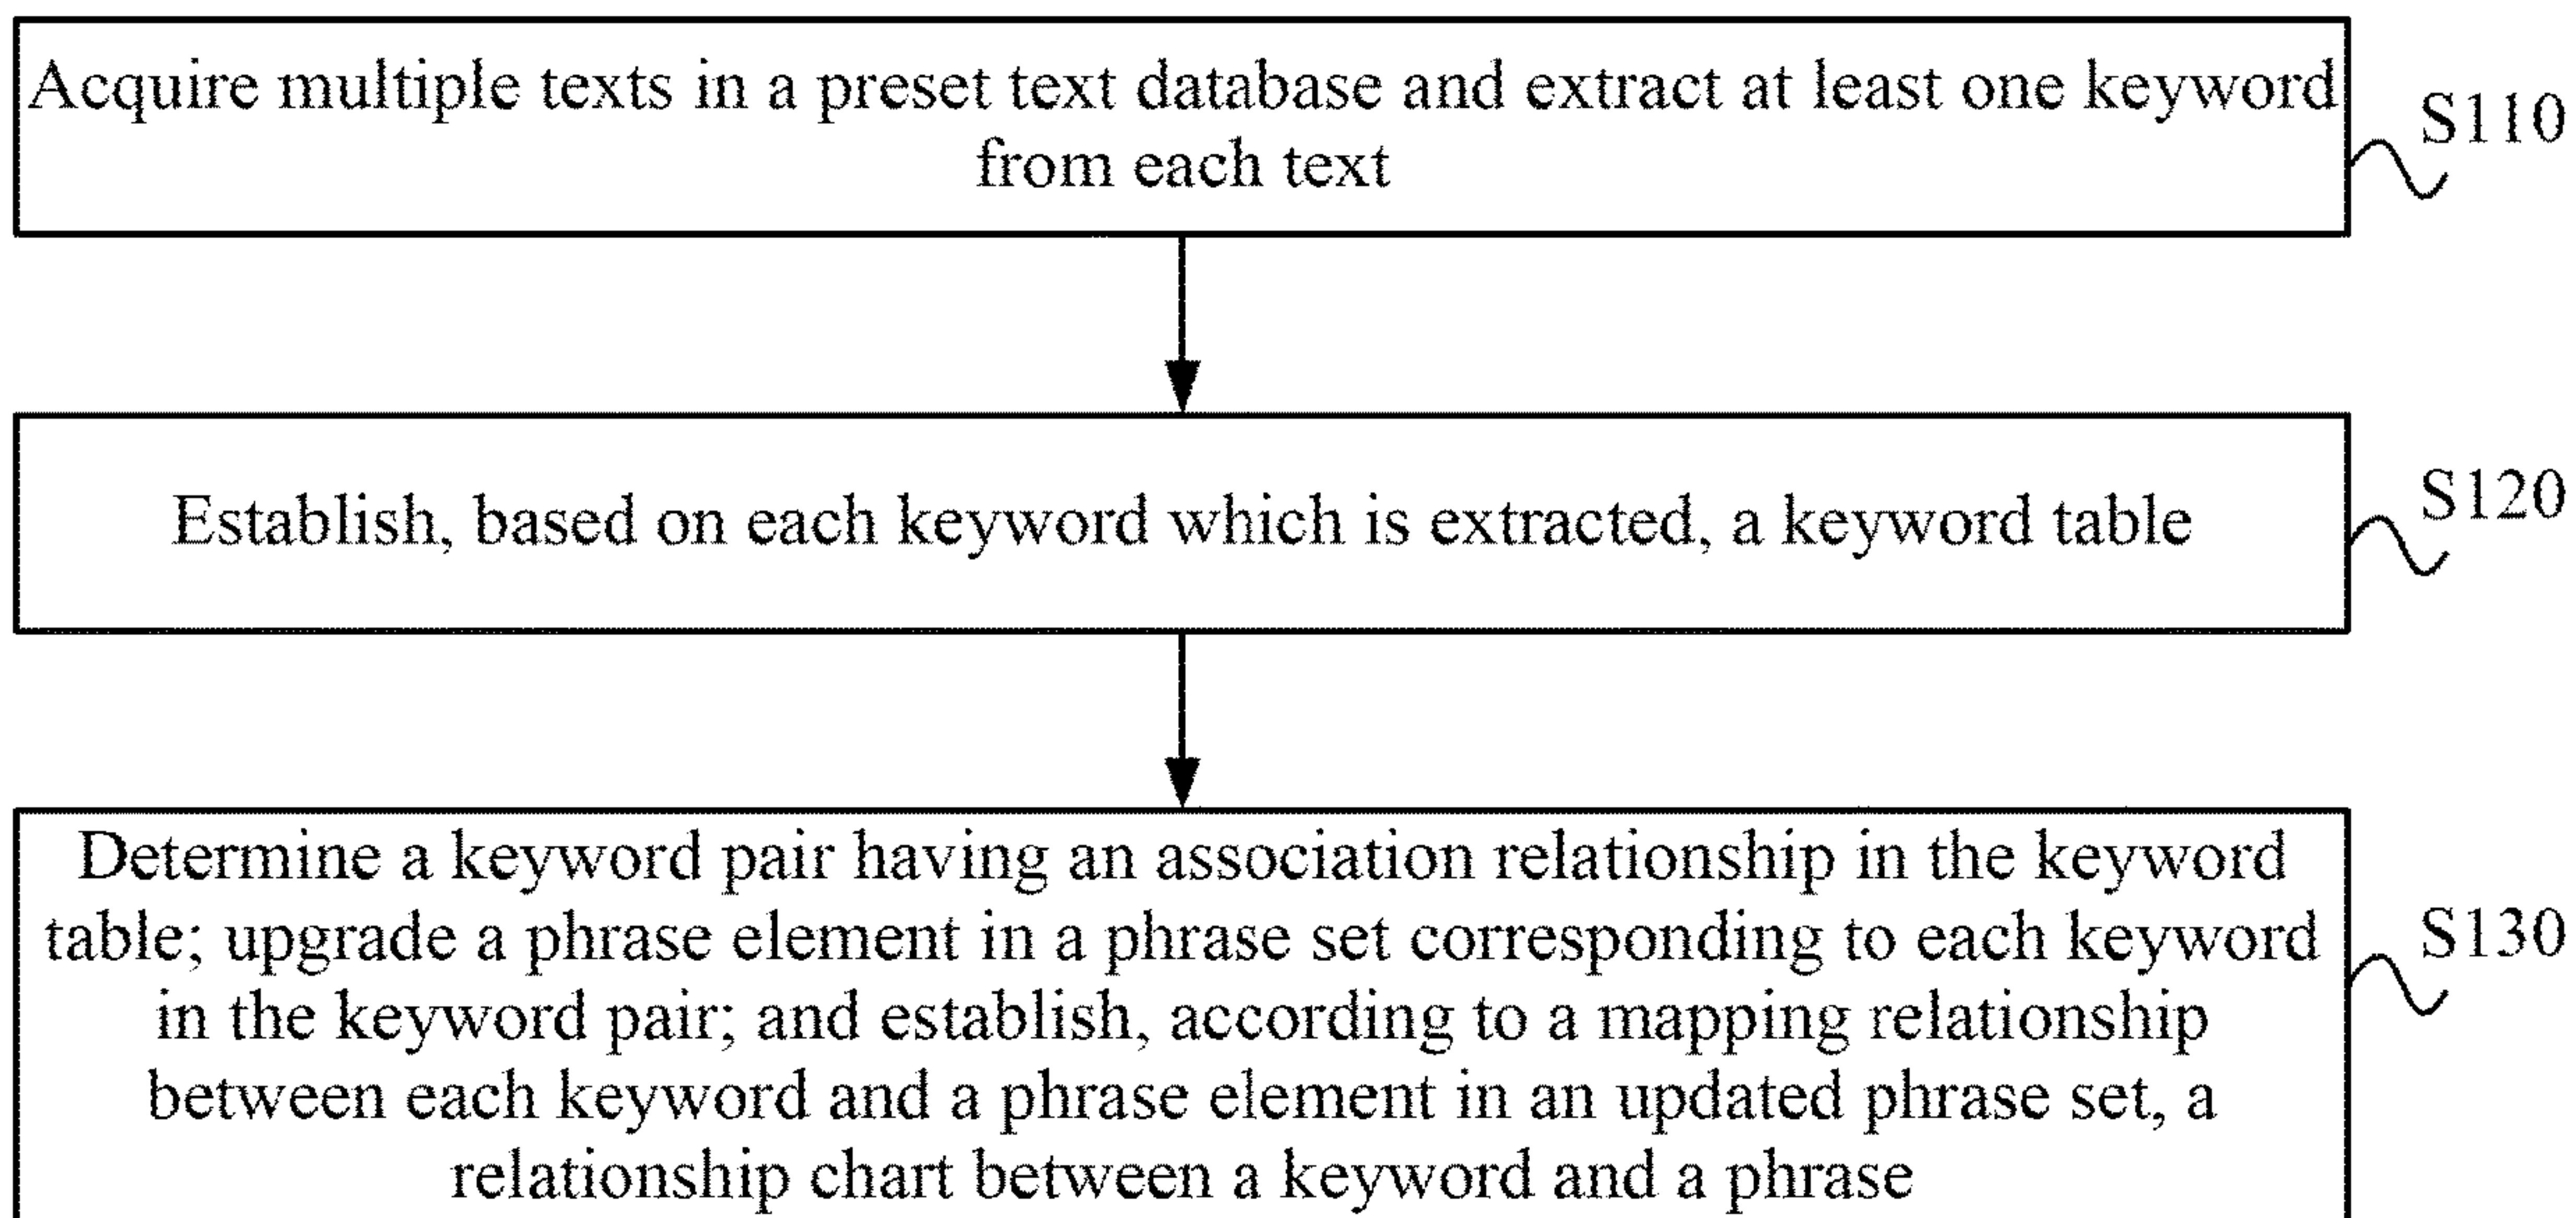 Acquire multiple texts in a preset text database and extract at least one keyword
from each text
S110
Establish, based on each keyword which is extracted, a keyword table
S120
Determine a keyword pair having an association relationship in the keyword
table; upgrade a phrase element in a phrase set corresponding to each keyword
in the keyword pair; and establish, according to a mapping relationship
between each keyword and a phrase element in an updated phrase set, a
relationship chart between a keyword and a phrase
S130